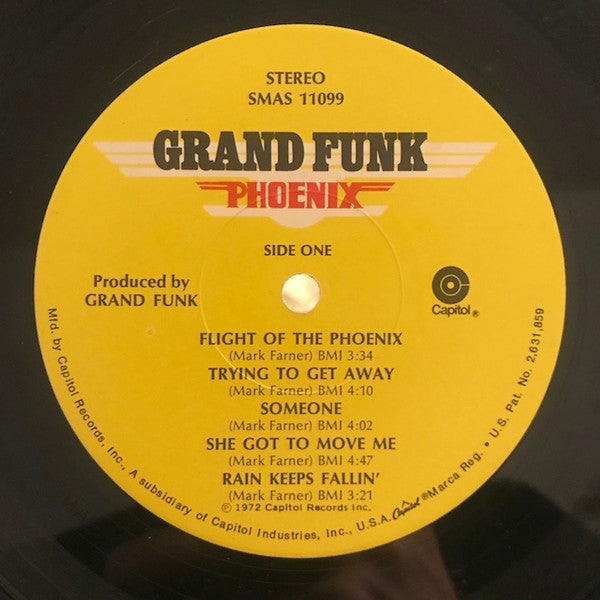 STEREO
SMAS 11099
GRAND FUNK
PHOENIX
SIDE ONE
Produced by
GRAND FUNK
Capitol®
FLIGHT OF THE PHOENIX
(Mark Farner) BMI 3:34
TRYING TO GET AWAY
(Mark Farner) BMI 4:10
SOMEONE
(Mark Farner) BMI 4:02
SHE GOT TO MOVE ME
(Mark Farner) BMI 4:47
RAIN KEEPS FALLIN'
(Mark Farner) BMI 3:21
℗ 1972 Capitol Records Inc.
Mfd. by Capitol Records, Inc., A subsidiary of Capitol Industries, Inc., U.S.A. Capitol ®Marca Reg. • U.S. Pat. No. 2,631,859